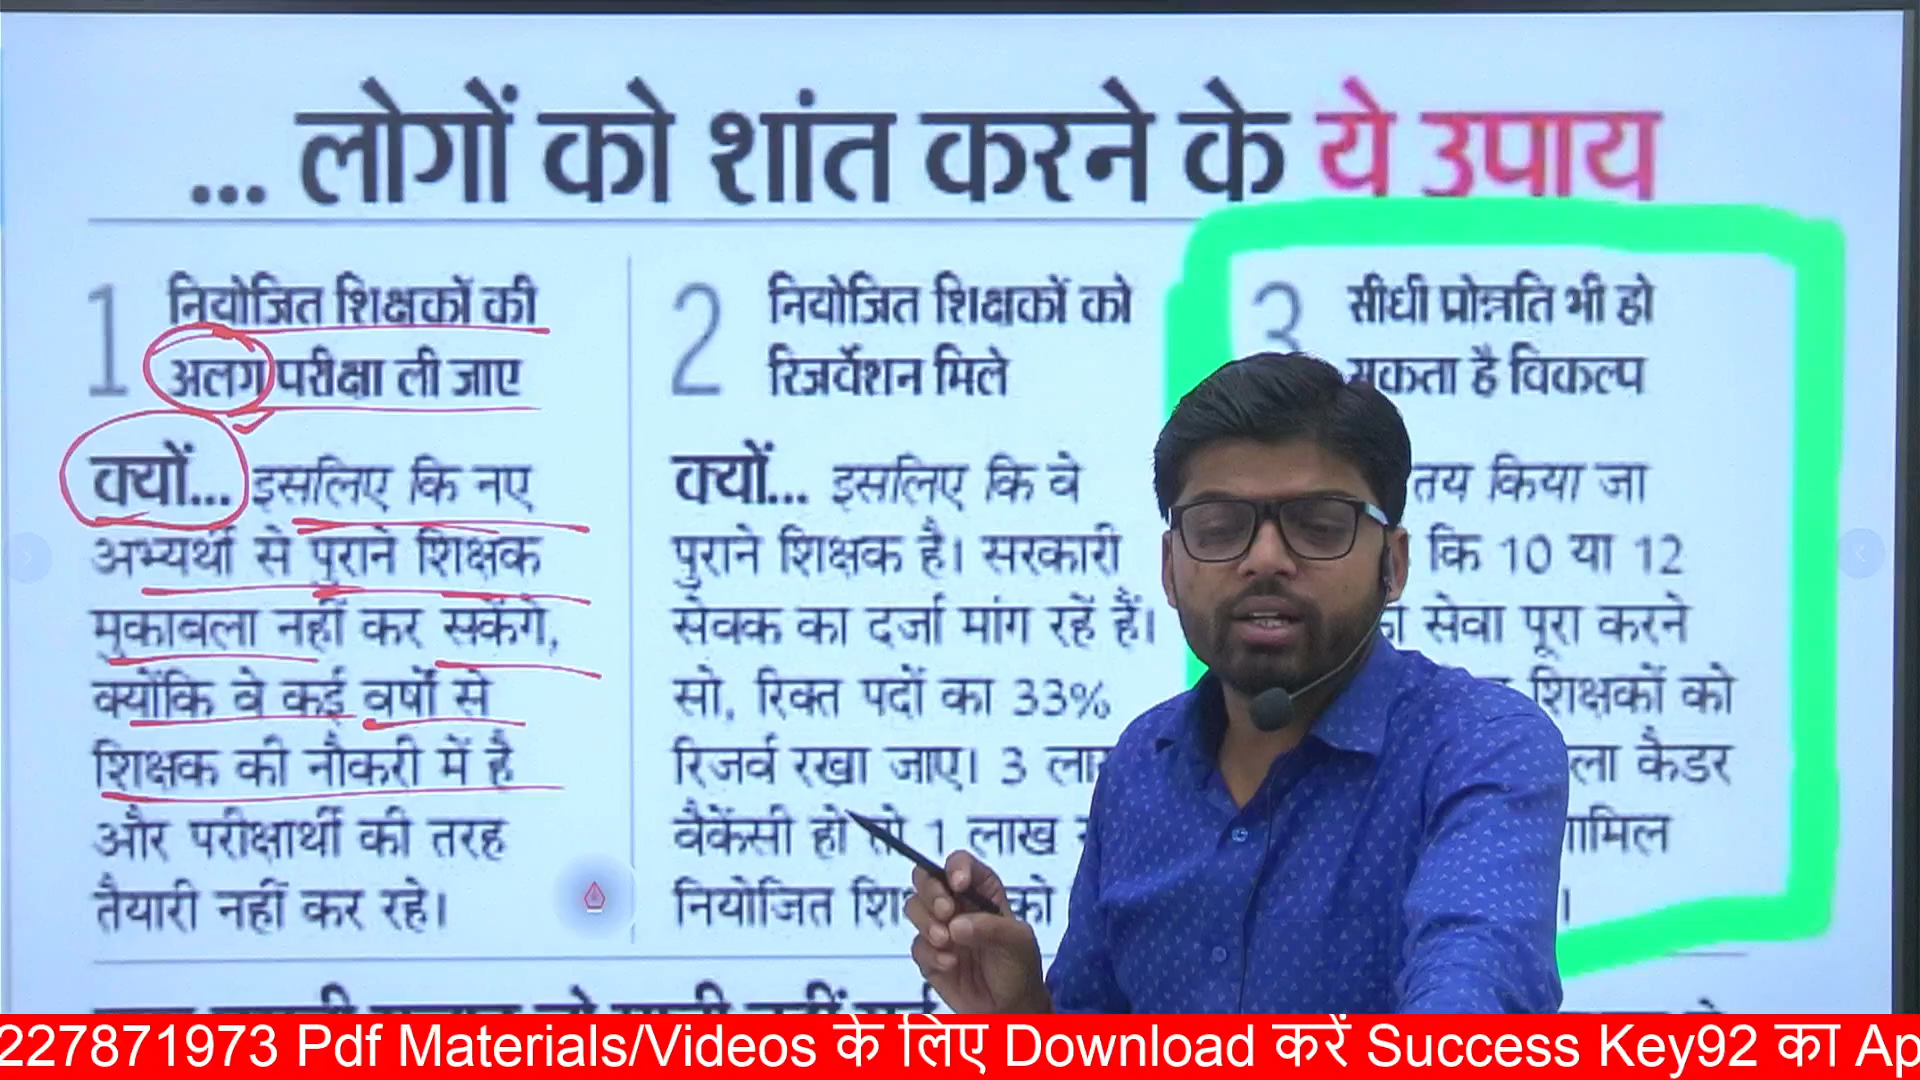 ... लोगों को शांत करने के ये उपाय
1
नियोजित शिक्षकों की
अलग परीक्षा ली जाए
क्यों... इसलिए कि नए
अभ्यर्थी से पुराने शिक्षक
मुकाबला नहीं कर सकेंगे,
क्योंकि वे कई वर्षों से
शिक्षक की नौकरी में है
और परीक्षार्थी की तरह
तैयारी नहीं कर रहे।
2
नियोजित शिक्षकों को
रिजर्वेशन मिले
क्यों... इसलिए कि वे
पुराने शिक्षक है। सरकारी
सेवक का दर्जा मांग रहें हैं।
सो, रिक्त पदों का 33%
रिजर्व रखा जाए। 3
वैकेंसी हो तो 1 लाख
नियोजित को
3
सीधी प्रोन्नति भी हो
सकता है विकल्प
तय किया जा
कि 10 या 12
सेवा पूरा करने
शिक्षकों को
कैडर
227871973 Pdf Materials/Videos के लिए Download करें Success Key92 का Ap